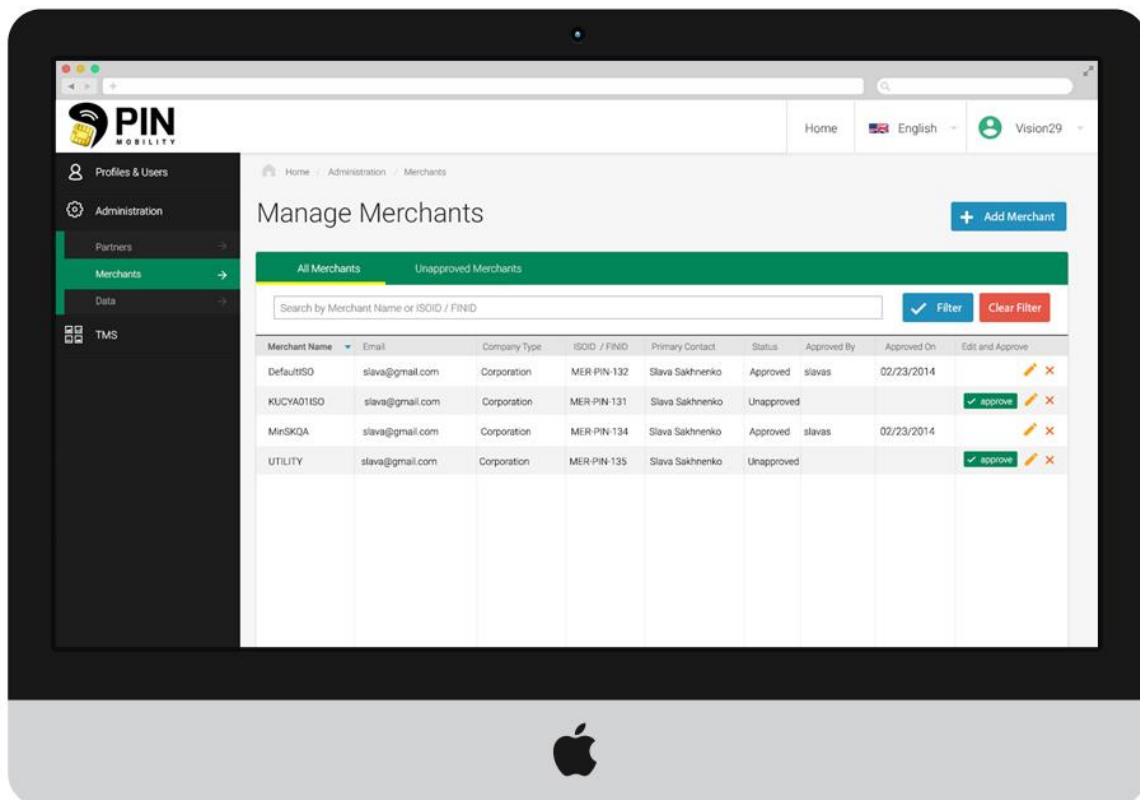 PIN
MOBILITY
Home
English
Vision29
Profiles & Users
Administration
Partners
Merchants
Data
TMS
Home / Administration / Merchants
Manage Merchants
+ Add Merchant
All Merchants Unapproved Merchants
Search by Merchant Name or ISOID / FINID
Filter
Clear Filter
Merchant Name Email Company Type ISOID / FINID Primary Contact Status Approved By Approved On Edit and Approve
DefaultISO slava@gmail.com Corporation MER-PIN-132 Slava Sakhnenko Approved slavas 02/23/2014
KUCYA01ISO slava@gmail.com Corporation MER-PIN-131 Slava Sakhnenko Unapproved approve
MinSKQA slava@gmail.com Corporation MER-PIN-134 Slava Sakhnenko Approved slavas 02/23/2014
UTILITY slava@gmail.com Corporation MER-PIN-135 Slava Sakhnenko Unapproved approve